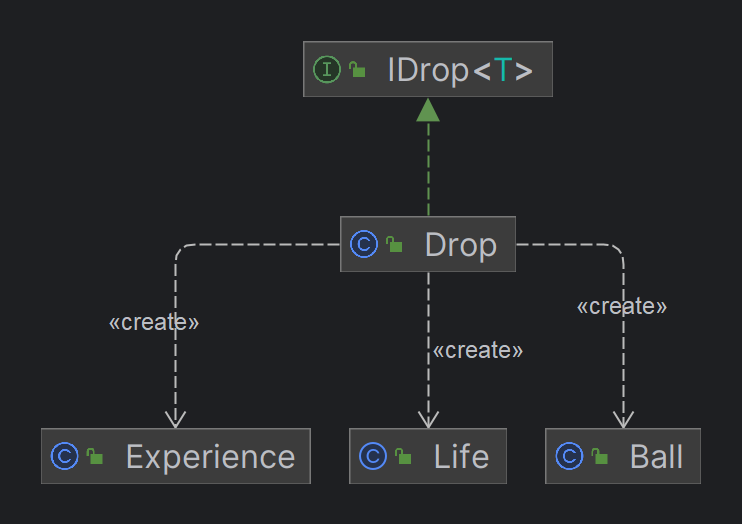 I IDrop<T>
C Drop
«create»
«create»
«create»
C Experience
C Life
C Ball